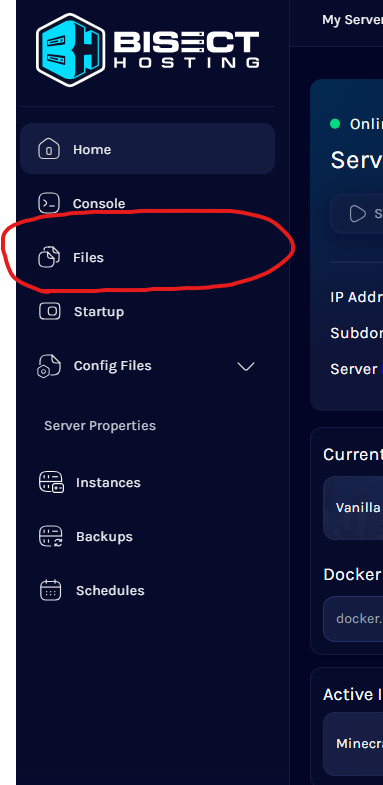 BISECT
HOSTING
Home
Console
Files
Startup
Config Files
Server Properties
Instances
Backups
Schedules
My Server
Onli
Serv
S
IP Addr
Subdor
Server
Current
Vanilla
Docker
docker.
Active I
Minecra